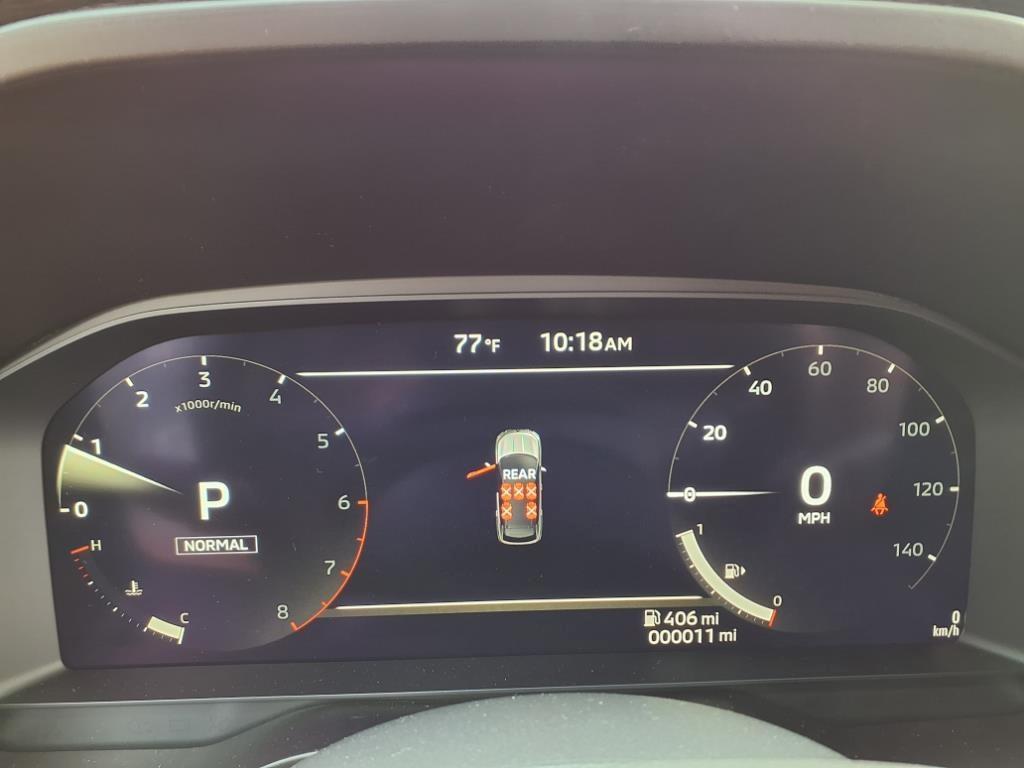 77°F 10:18AM
0 1 2 3 4 5 6 7 8
x1000r/min
P
NORMAL
H
C
REAR
0 20 40 60 80 100 120 140
0
MPH
1
0
406 mi
000011 mi
0
km/h